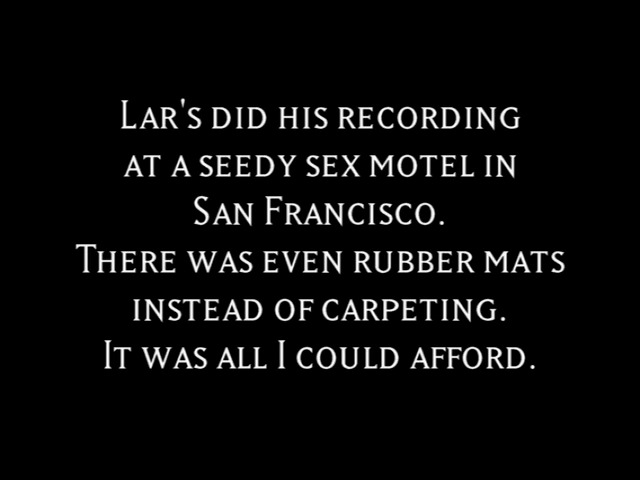 Lar's did his recording
at a seedy sex motel in
San Francisco.
There was even rubber mats
instead of carpeting.
It was all I could afford.